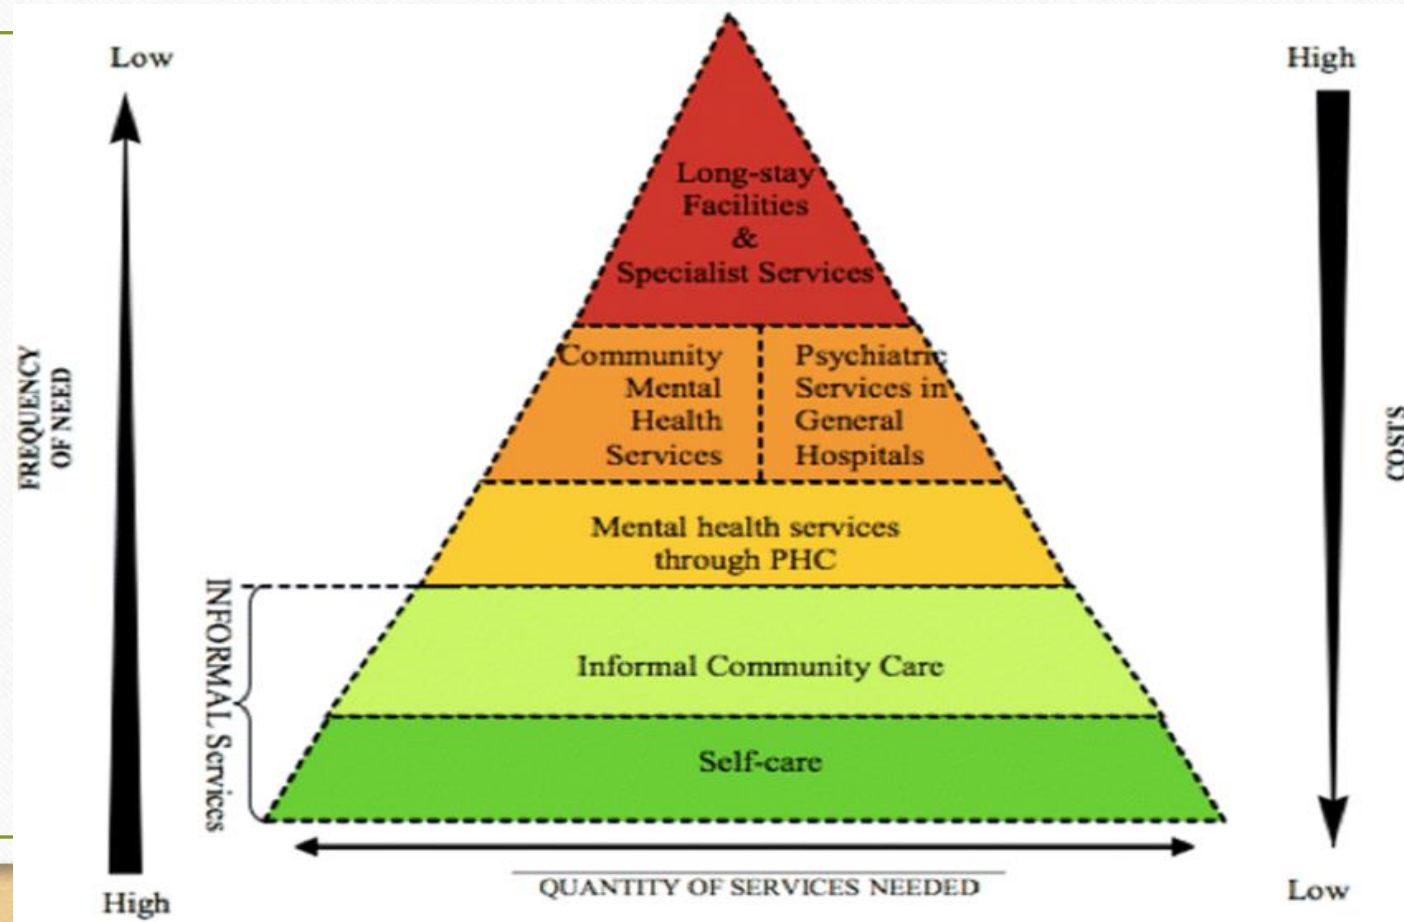 Low
High
Long-stay
Facilities
&
Specialist Services
Community
Mental
Health
Services
Psychiatric
Services in
General
Hospitals
FREQUENCY
OF NEED
COSTS
Mental health services
through PHC
INFORMAL Services
Informal Community Care
Self-care
QUANTITY OF SERVICES NEEDED
High
Low